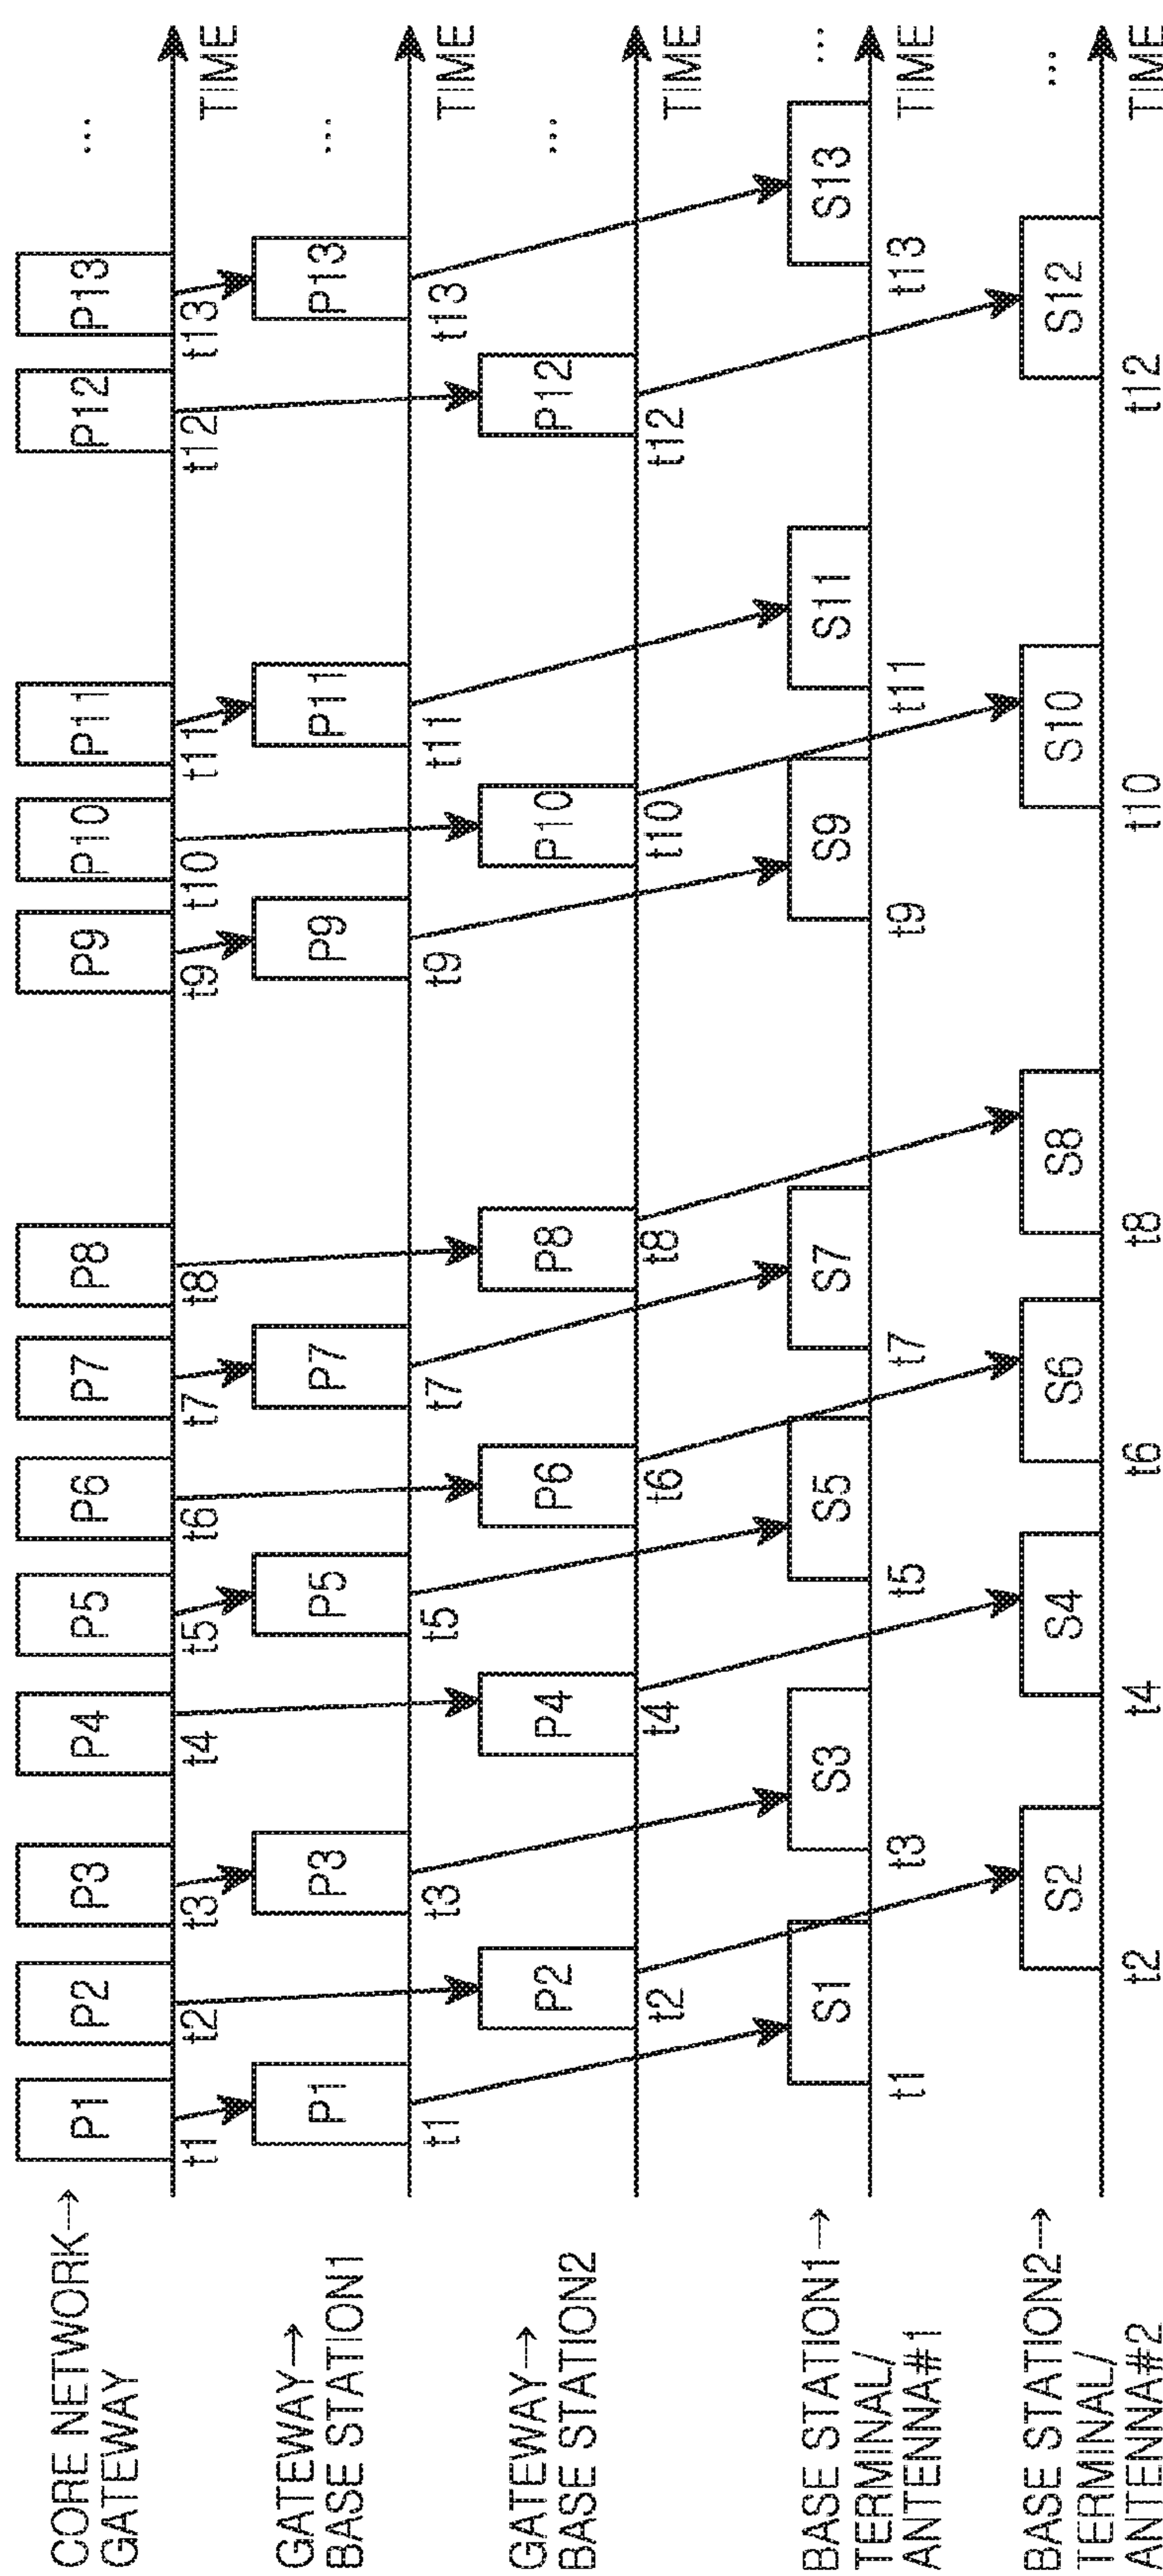 CORE NETWORK→
GATEWAY
P1 P2 P3 P4 P5 P6 P7 P8 P9 P10 P11 P12 P13 ...
t1 t2 t3 t4 t5 t6 t7 t8 t9 t10 t11 t12 t13 TIME
GATEWAY→
BASE STATION1
P1 P3 P5 P7 P9 P11 P13 ...
t1 t3 t5 t7 t9 t11 t13 TIME
GATEWAY→
BASE STATION2
P2 P4 P6 P8 P10 P12 ...
t2 t4 t6 t8 t10 t12 TIME
BASE STATION1→
TERMINAL/
ANTENNA#1
S1 S3 S5 S7 S9 S11 S13 ...
t1 t3 t5 t7 t9 t11 t13 TIME
BASE STATION2→
TERMINAL/
ANTENNA#2
S2 S4 S6 S8 S10 S12 ...
t2 t4 t6 t8 t10 t12 TIME